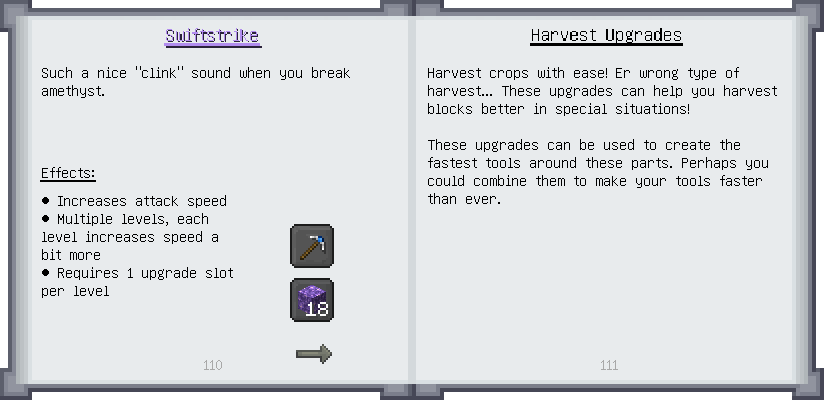 Swiftstrike
Such a nice "clink" sound when you break
amethyst.
Effects:
● Increases attack speed
● Multiple levels, each
level increases speed a
bit more
● Requires 1 upgrade slot
per level
18
110
Harvest Upgrades
Harvest crops with ease! Er wrong type of
harvest... These upgrades can help you harvest
blocks better in special situations!
These upgrades can be used to create the
fastest tools around these parts. Perhaps you
could combine them to make your tools faster
than ever.
111